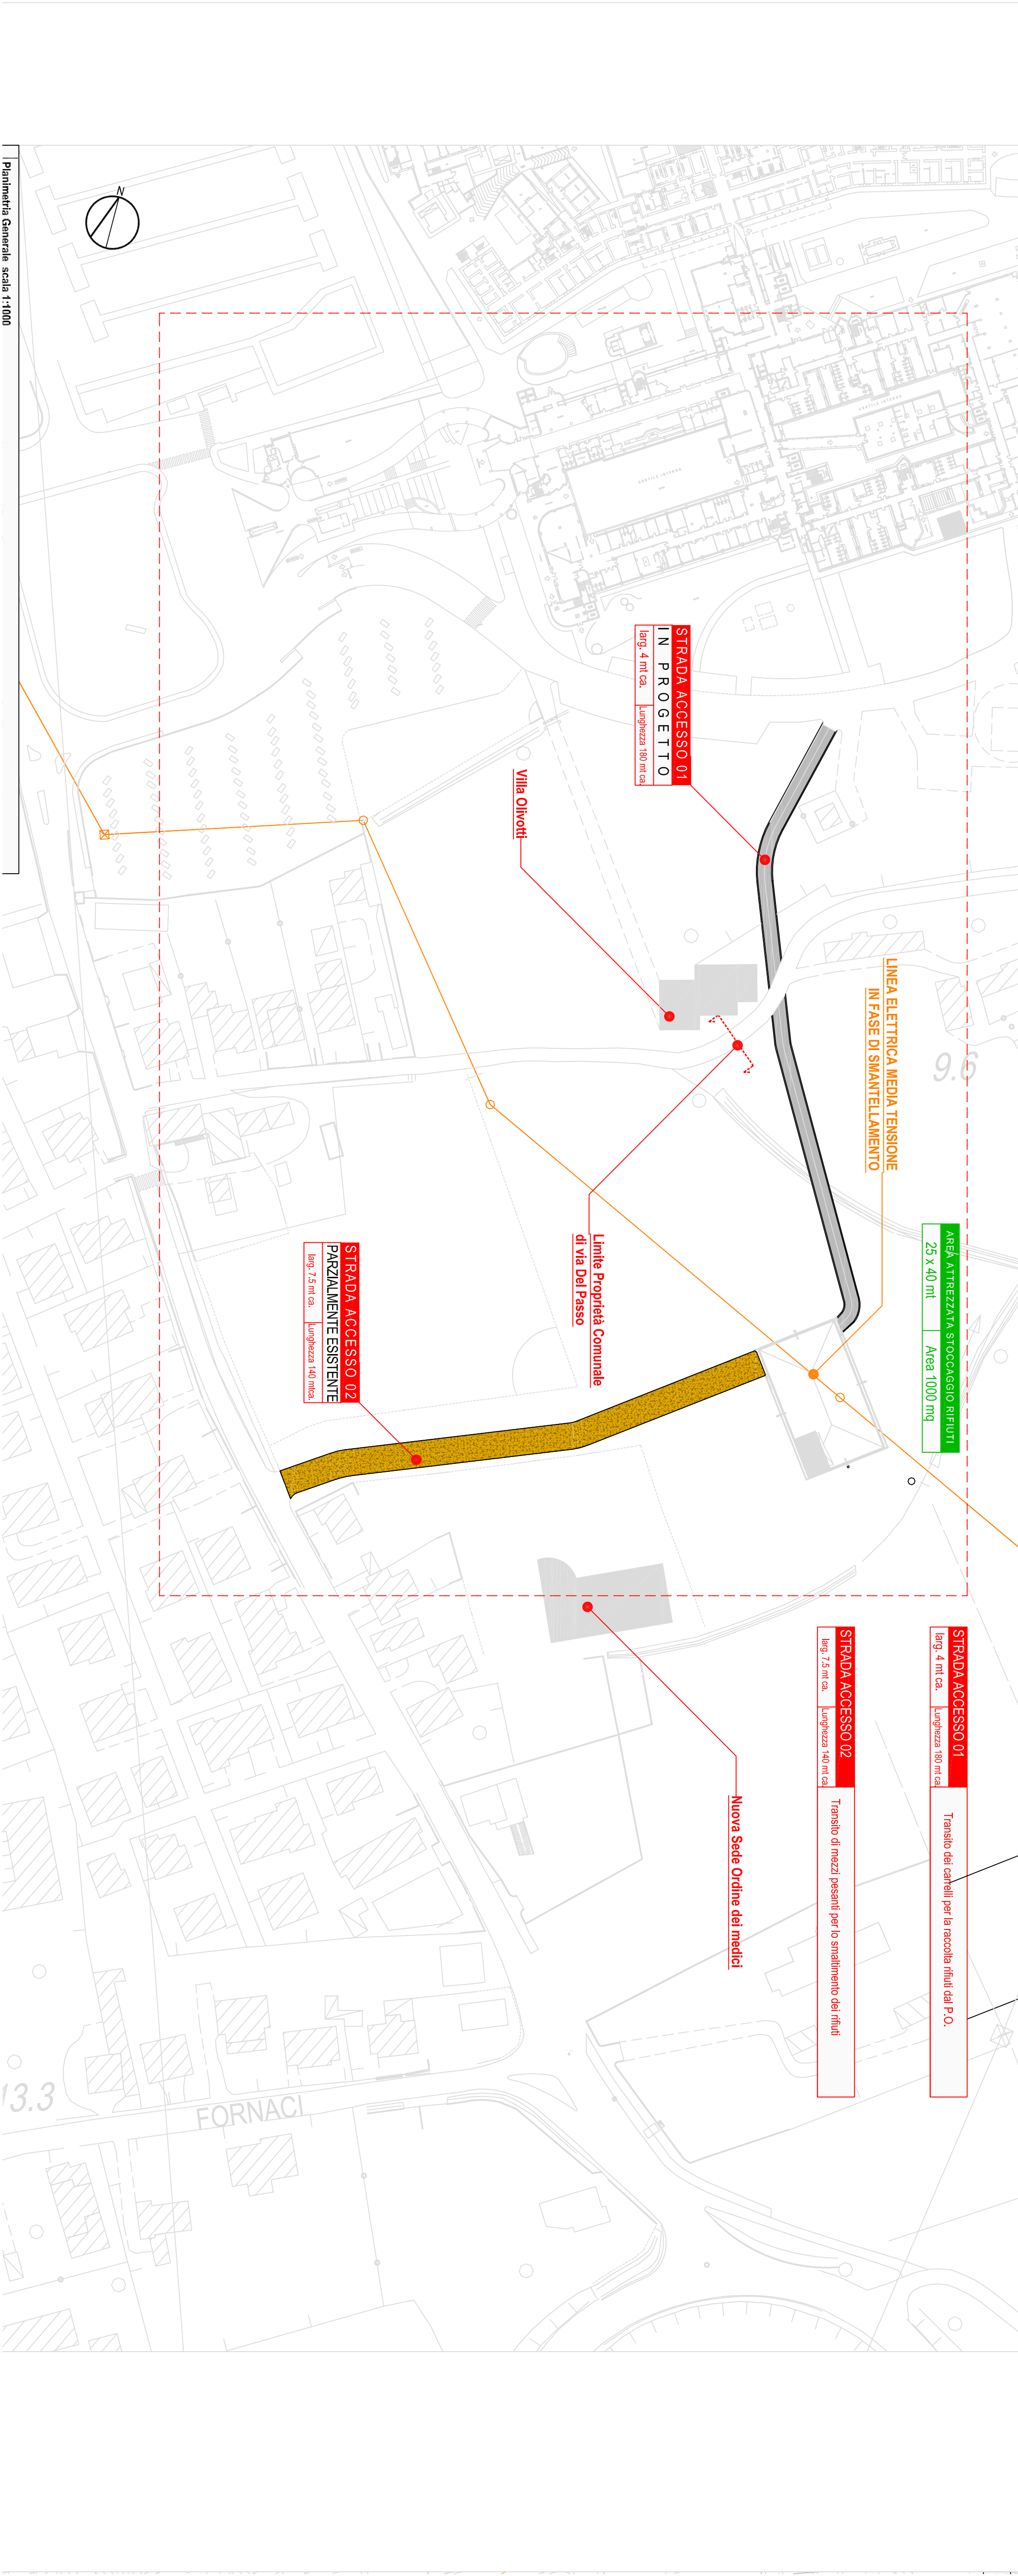 STRADA ACCESSO 01
larg. 4 mt ca.
Lunghezza 180 mt ca.
Transito dei carrelli per la raccolta rifiuti dal P.O.
STRADA ACCESSO 02
larg. 7.5 mt ca.
Lunghezza 140 mt ca.
Transito di mezzi pesanti per lo smaltimento dei rifiuti
AREA ATTREZZATA STOCCAGGIO RIFIUTI
25 x 40 mt
Area 1000 mq
9.6
LINEA ELETTRICA MEDIA TENSIONE
IN FASE DI SMANTELLAMENTO
CORTILE INTERNO
CORTILE INTERNO
STRADA ACCESSO 01
IN PROGETTO
larg. 4 mt ca.
Lunghezza 180 mt ca.
Nuova Sede Ordine dei medici
Limite Proprietà Comunale
di via Del Passo
Villa Olivotti
STRADA ACCESSO 02
PARZIALMENTE ESISTENTE
larg. 7.5 mt ca.
Lunghezza 140 mtca.
FORNACI
13.3
N
Planimetria Generale scala 1:1000